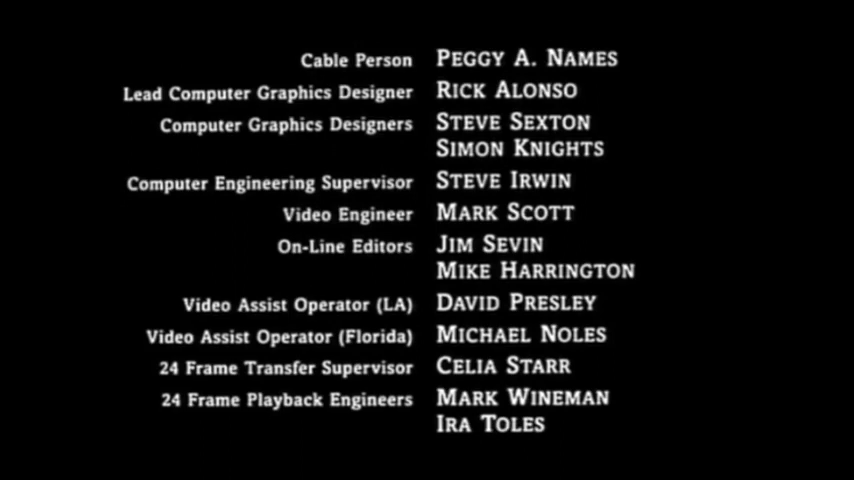 Cable Person PEGGY A. NAMES
Lead Computer Graphics Designer RICK ALONSO
Computer Graphics Designers STEVE SEXTON
SIMON KNIGHTS
Computer Engineering Supervisor STEVE IRWIN
Video Engineer MARK SCOTT
On-Line Editors JIM SEVIN
MIKE HARRINGTON
Video Assist Operator (LA) DAVID PRESLEY
Video Assist Operator (Florida) MICHAEL NOLES
24 Frame Transfer Supervisor CELIA STARR
24 Frame Playback Engineers MARK WINEMAN
IRA TOLES